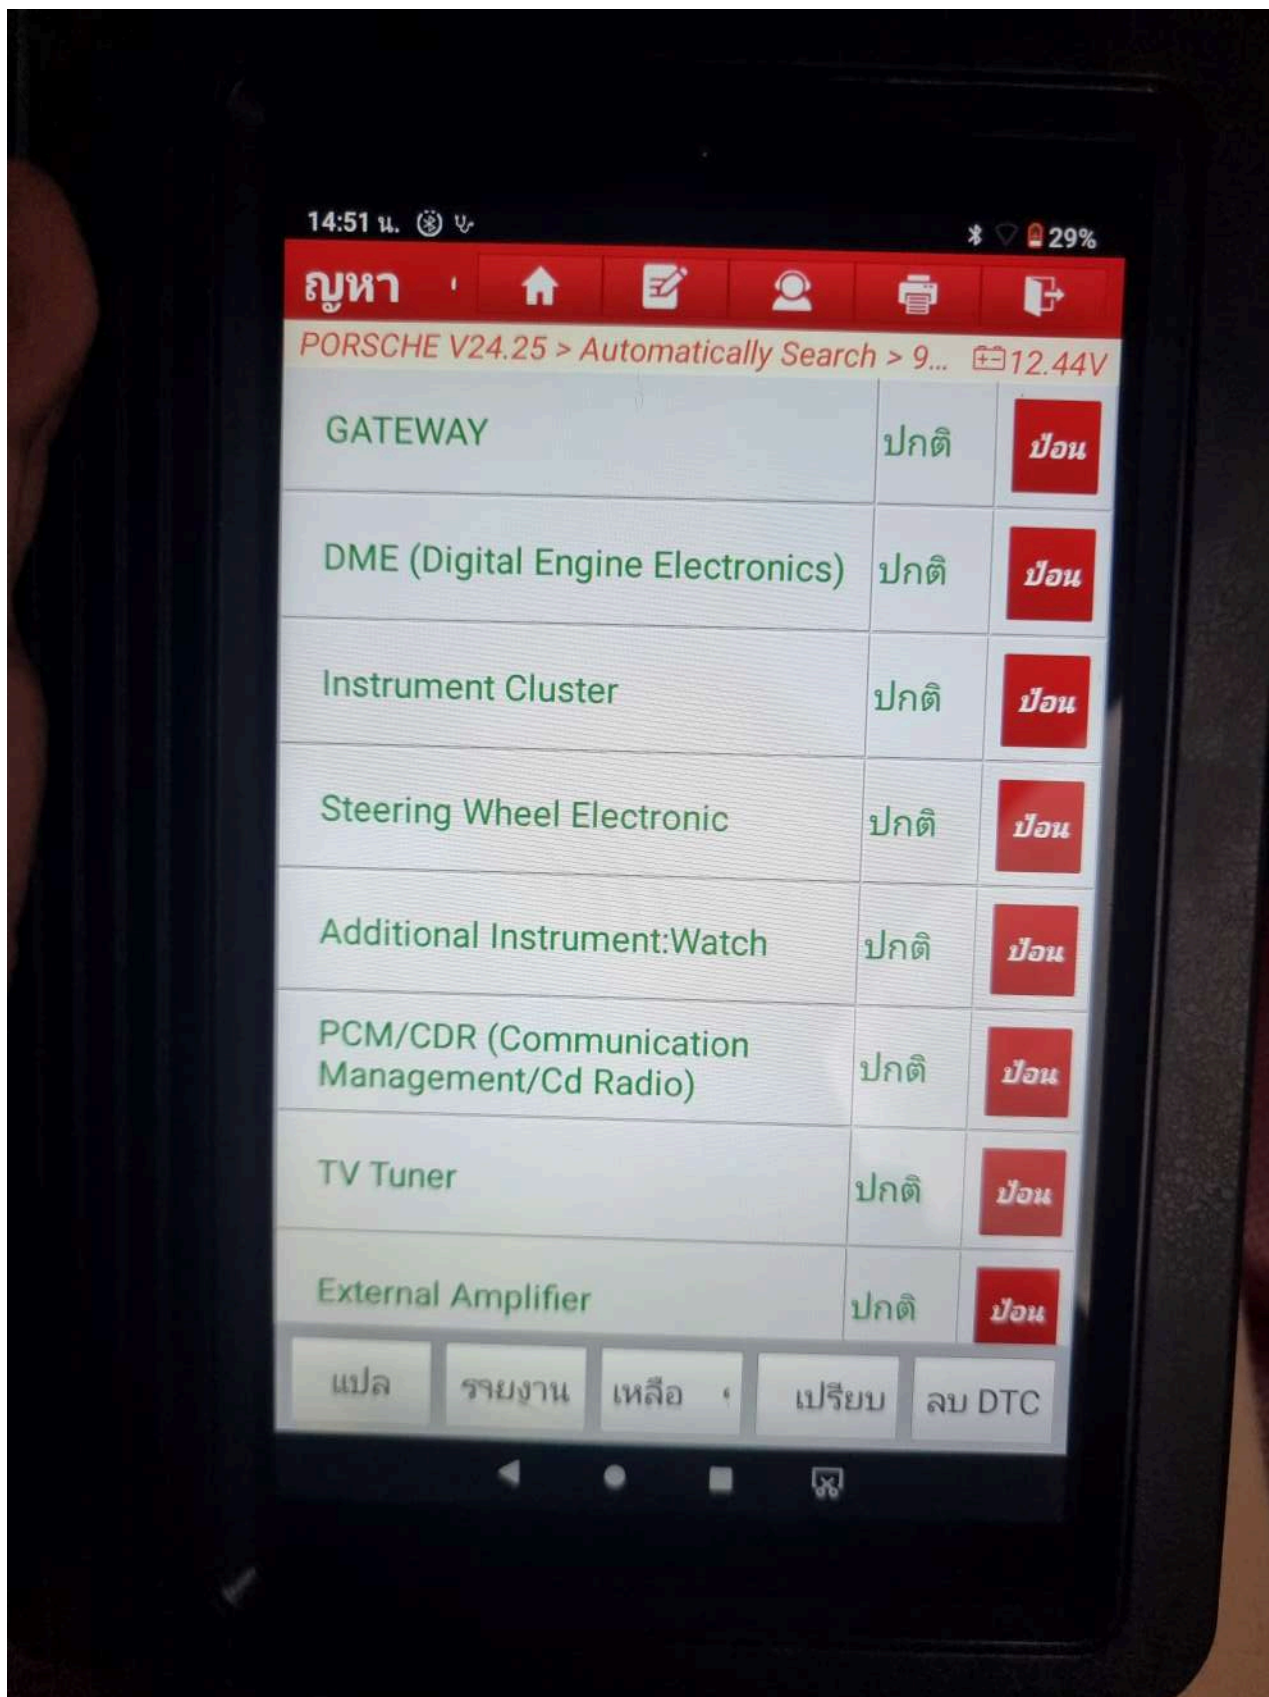 14:51 น. 29%
ญหา
PORSCHE V24.25 > Automatically Search > 9... 12.44V
GATEWAY ปกติ ป้อน
DME (Digital Engine Electronics) ปกติ ป้อน
Instrument Cluster ปกติ ป้อน
Steering Wheel Electronic ปกติ ป้อน
Additional Instrument:Watch ปกติ ป้อน
PCM/CDR (Communication
Management/Cd Radio) ปกติ ป้อน
TV Tuner ปกติ ป้อน
External Amplifier ปกติ ป้อน
แปล รายงาน เหลือ เปรียบ ลบ DTC